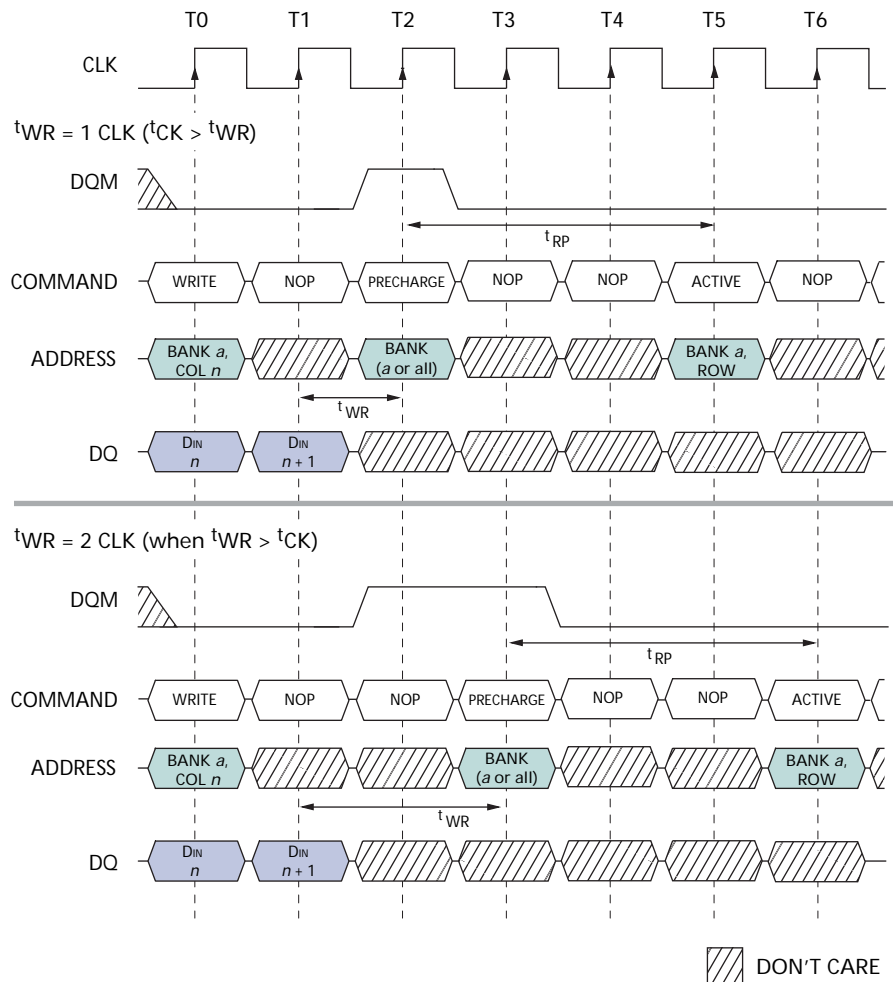 T0 T1 T2 T3 T4 T5 T6
CLK
tWR = 1 CLK (tCK > tWR)
DQM
tRP
COMMAND WRITE NOP PRECHARGE NOP NOP ACTIVE NOP
ADDRESS BANK a, COL n BANK (a or all) BANK a, ROW
tWR
DQ DIN n DIN n + 1
tWR = 2 CLK (when tWR > tCK)
DQM
tRP
COMMAND WRITE NOP NOP PRECHARGE NOP NOP ACTIVE
ADDRESS BANK a, COL n BANK (a or all) BANK a, ROW
tWR
DQ DIN n DIN n + 1
DON'T CARE